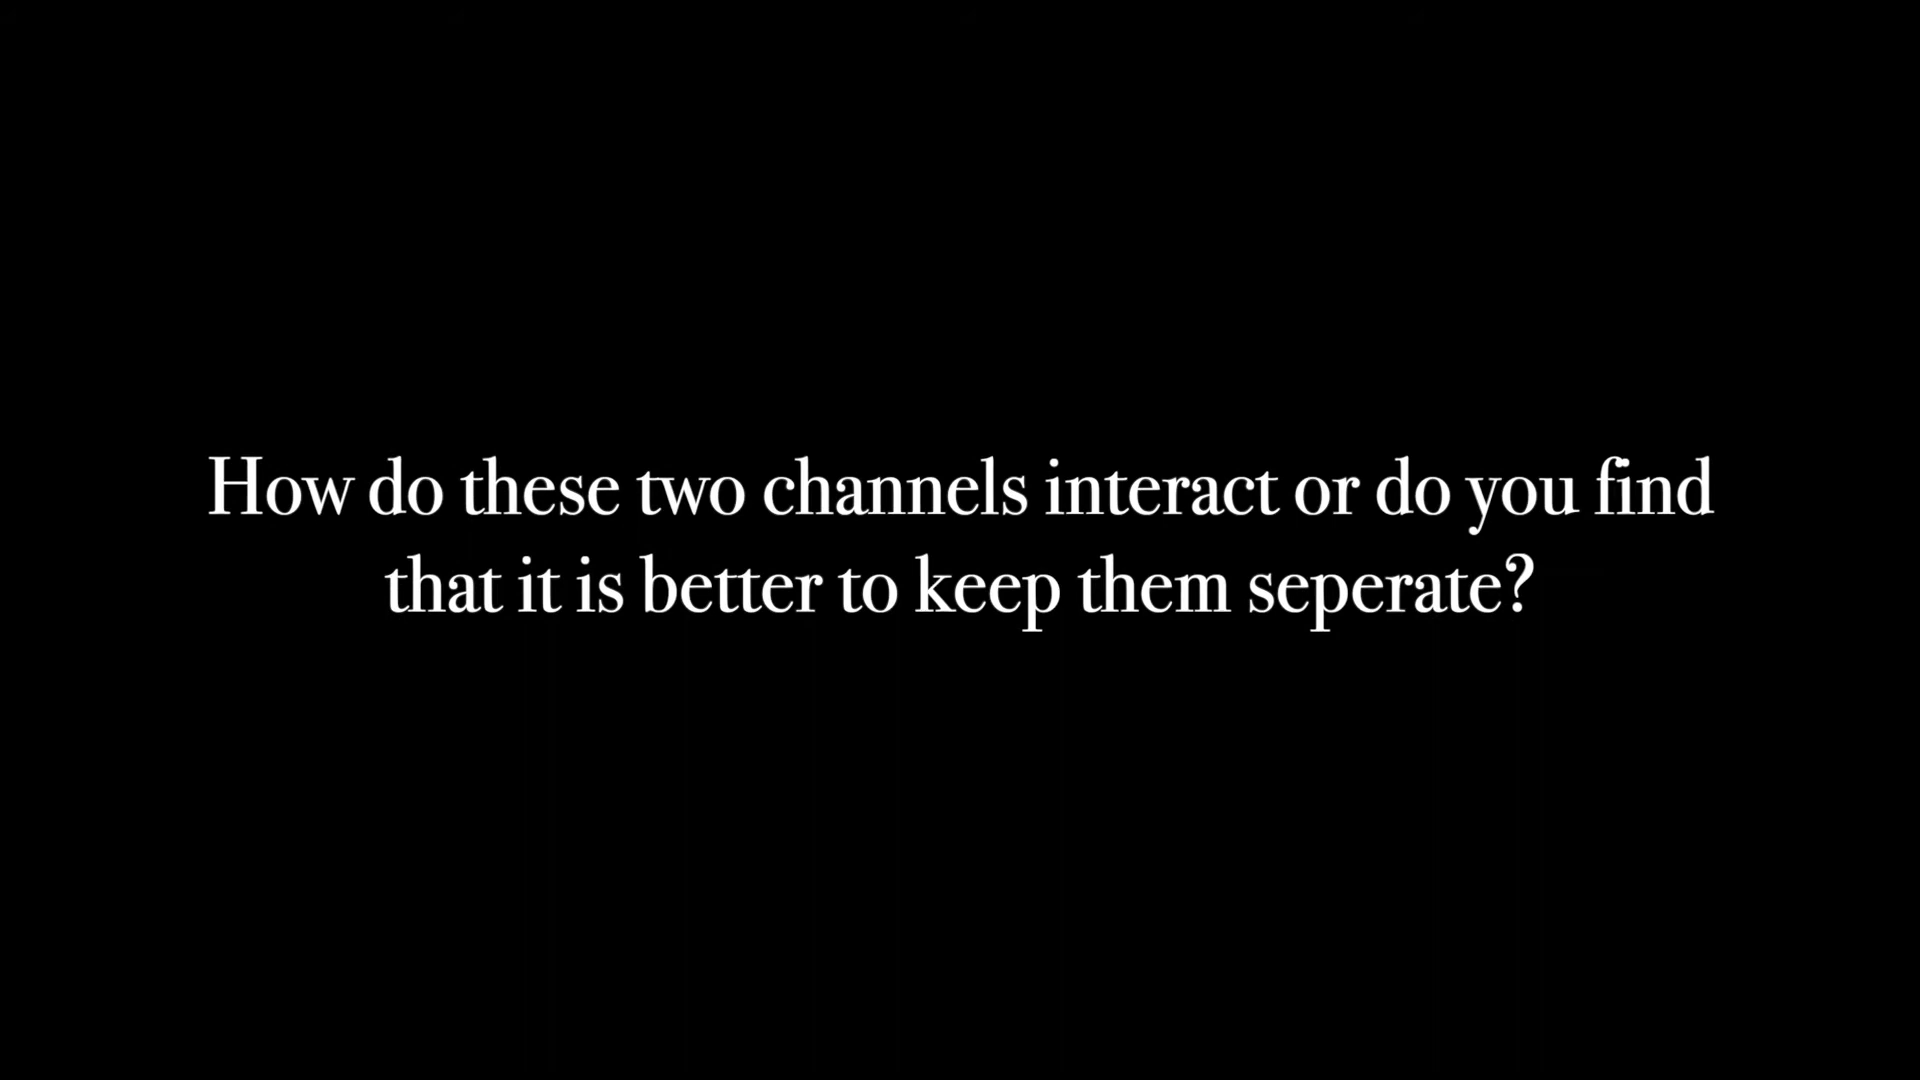 How do these two channels interact or do you find
that it is better to keep them seperate?